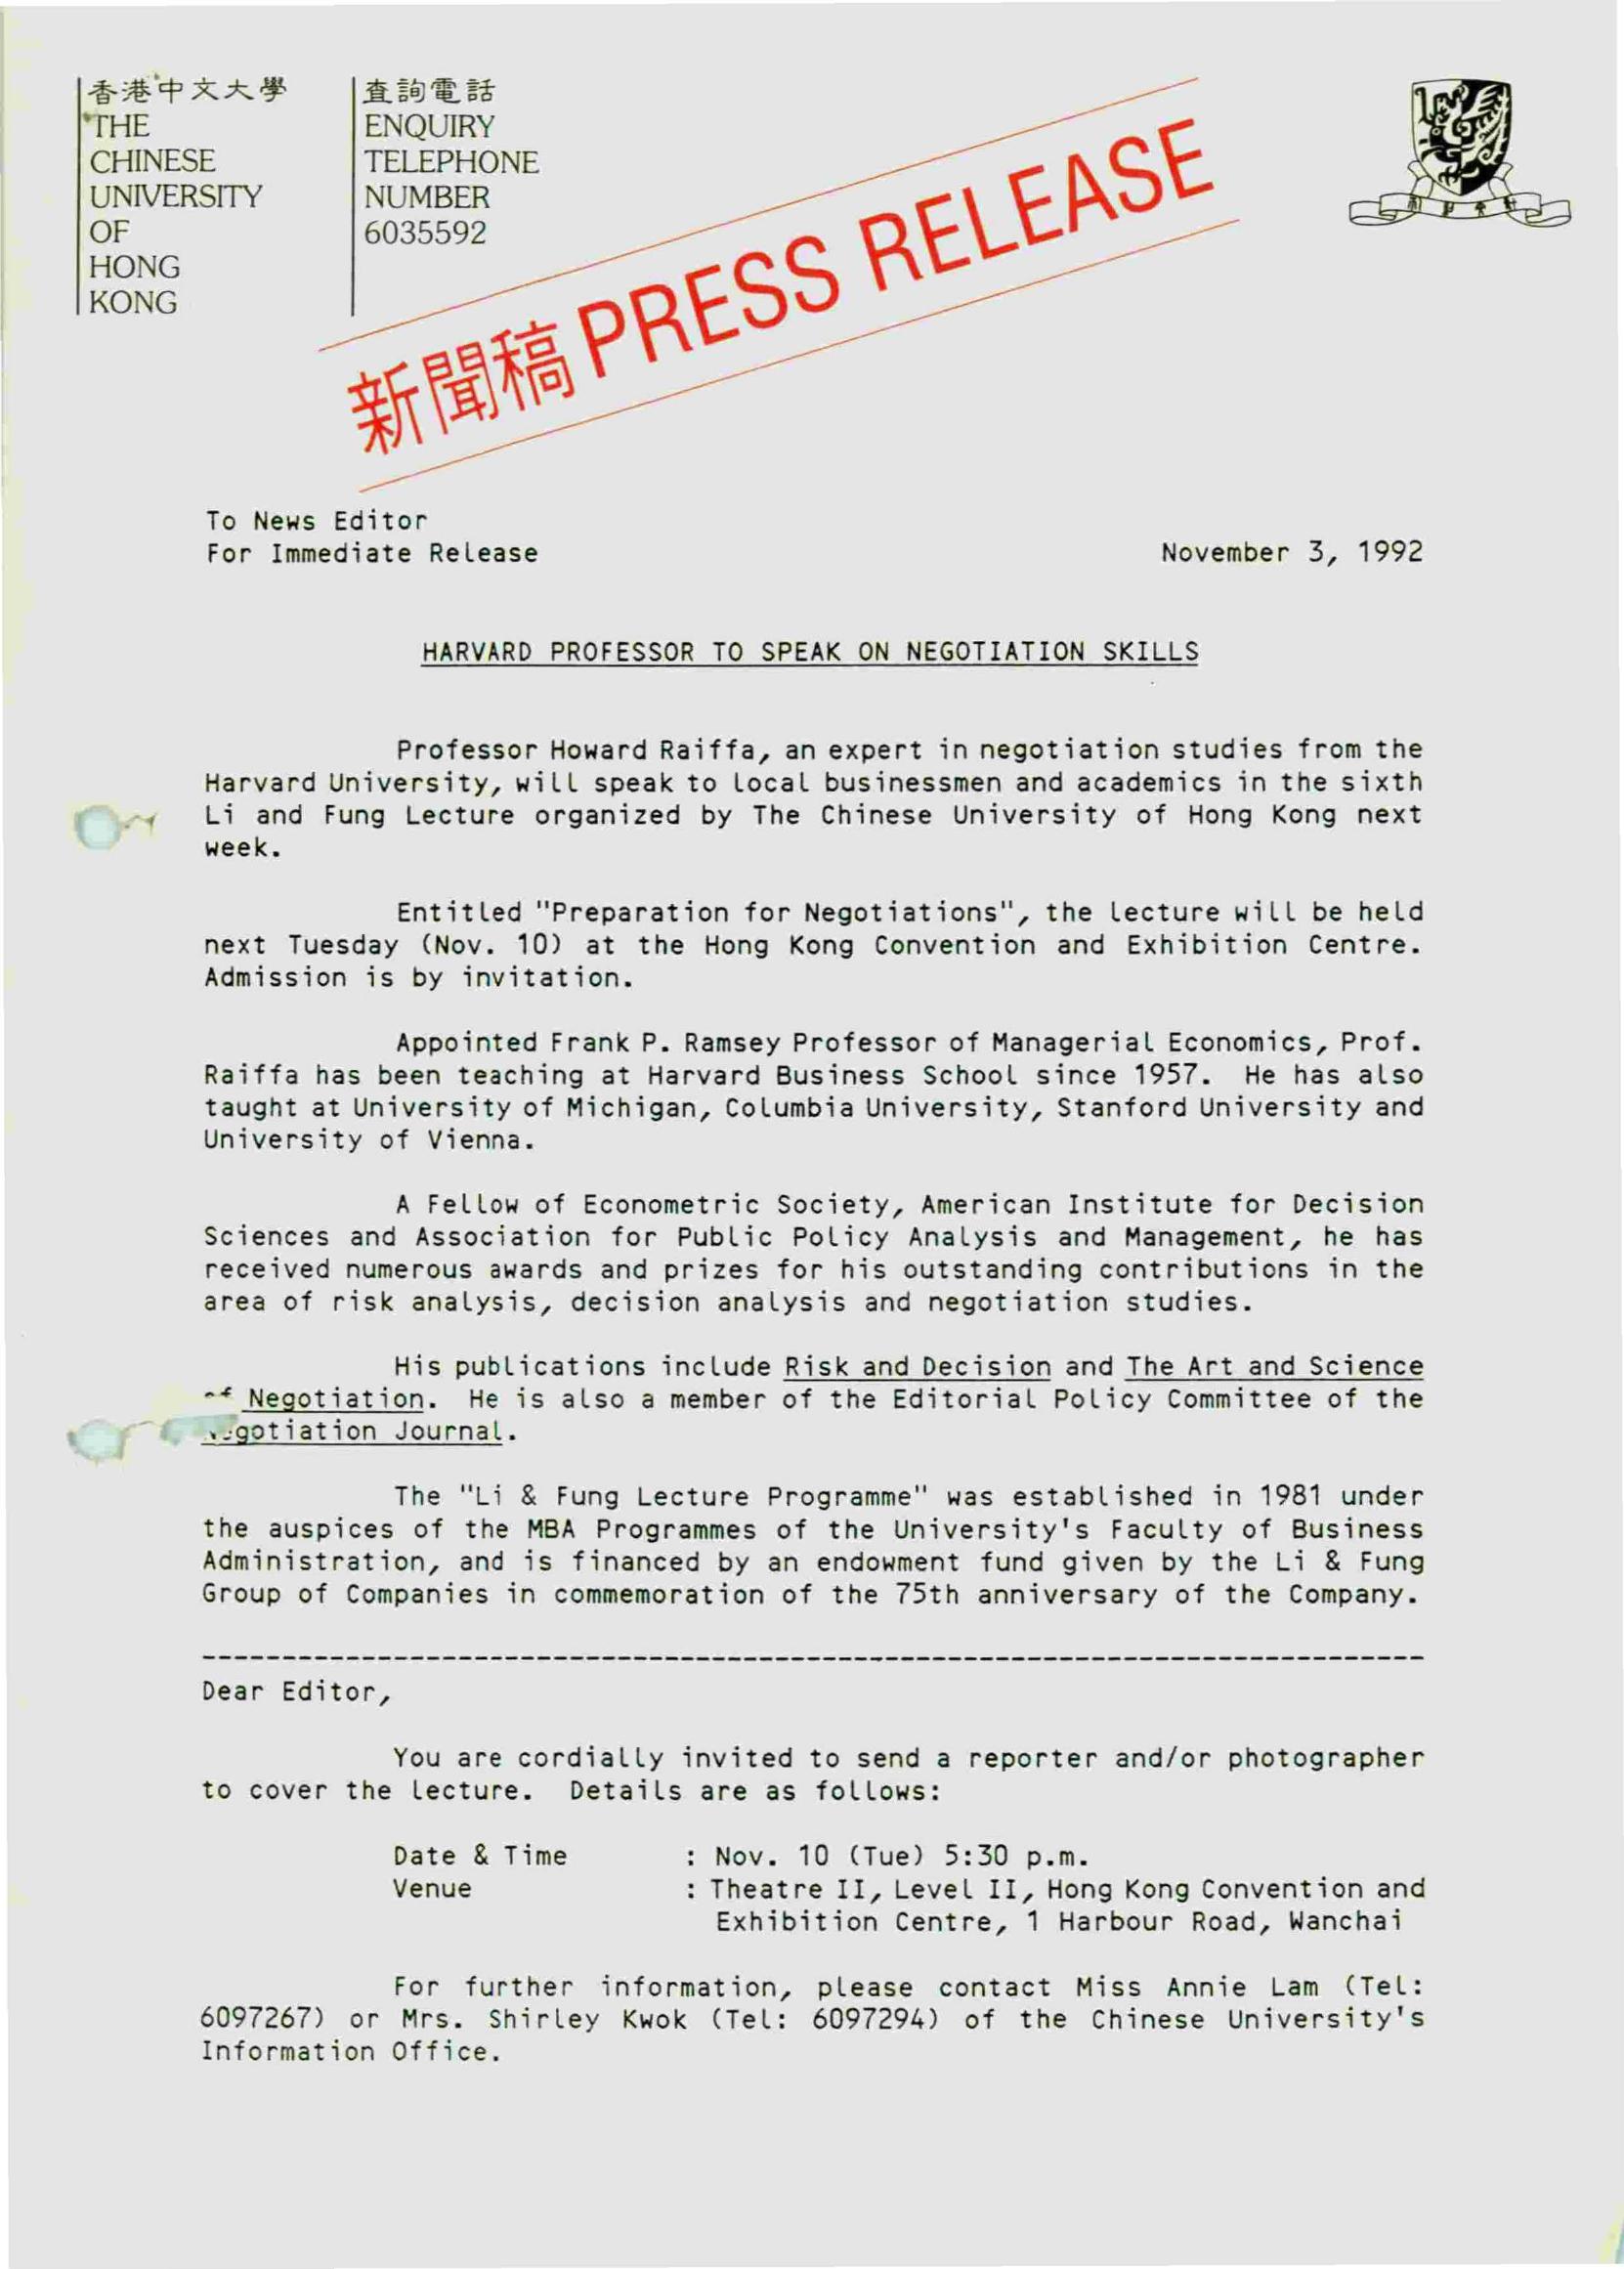 香港中文大學
THE
CHINESE
UNIVERSITY
OF
HONG
KONG
查詢電話
ENQUIRY
TELEPHONE
NUMBER
6035592
新聞稿 PRESS RELEASE
To News Editor
For Immediate Release November 3, 1992
HARVARD PROFESSOR TO SPEAK ON NEGOTIATION SKILLS
Professor Howard Raiffa, an expert in negotiation studies from the
Harvard University, will speak to local businessmen and academics in the sixth
Li and Fung Lecture organized by The Chinese University of Hong Kong next
week.
Entitled "Preparation for Negotiations", the lecture will be held
next Tuesday (Nov. 10) at the Hong Kong Convention and Exhibition Centre.
Admission is by invitation.
Appointed Frank P. Ramsey Professor of Managerial Economics, Prof.
Raiffa has been teaching at Harvard Business School since 1957. He has also
taught at University of Michigan, Columbia University, Stanford University and
University of Vienna.
A Fellow of Econometric Society, American Institute for Decision
Sciences and Association for Public Policy Analysis and Management, he has
received numerous awards and prizes for his outstanding contributions in the
area of risk analysis, decision analysis and negotiation studies.
His publications include Risk and Decision and The Art and Science
of Negotiation. He is also a member of the Editorial Policy Committee of the
Negotiation Journal.
The "Li & Fung Lecture Programme" was established in 1981 under
the auspices of the MBA Programmes of the University's Faculty of Business
Administration, and is financed by an endowment fund given by the Li & Fung
Group of Companies in commemoration of the 75th anniversary of the Company.
Dear Editor,
You are cordially invited to send a reporter and/or photographer
to cover the lecture. Details are as follows:
Date & Time : Nov. 10 (Tue) 5:30 p.m.
Venue : Theatre II, Level II, Hong Kong Convention and
Exhibition Centre, 1 Harbour Road, Wanchai
For further information, please contact Miss Annie Lam (Tel:
6097267) or Mrs. Shirley Kwok (Tel: 6097294) of the Chinese University's
Information Office.